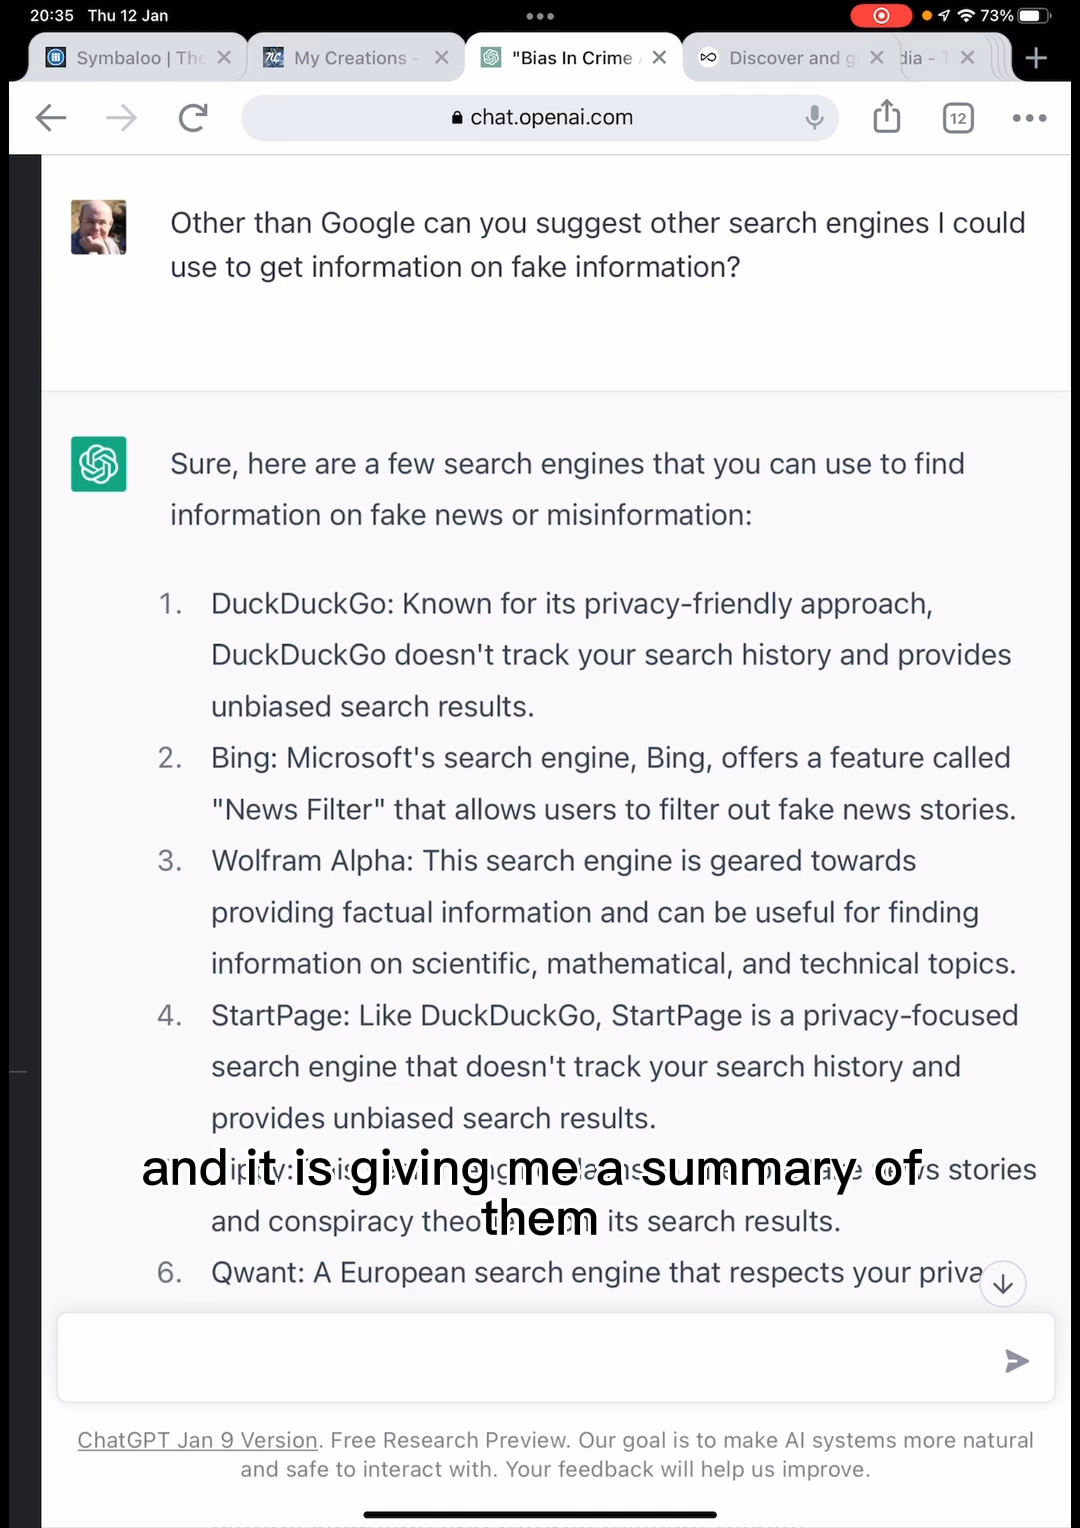 20:35 Thu 12 Jan
73%
Symbaloo | The
My Creations -
"Bias In Crime
Discover and g
dia - T
chat.openai.com
12
Other than Google can you suggest other search engines I could
use to get information on fake information?
Sure, here are a few search engines that you can use to find
information on fake news or misinformation:
1. DuckDuckGo: Known for its privacy-friendly approach,
DuckDuckGo doesn't track your search history and provides
unbiased search results.
2. Bing: Microsoft's search engine, Bing, offers a feature called
"News Filter" that allows users to filter out fake news stories.
3. Wolfram Alpha: This search engine is geared towards
providing factual information and can be useful for finding
information on scientific, mathematical, and technical topics.
4. StartPage: Like DuckDuckGo, StartPage is a privacy-focused
search engine that doesn't track your search history and
provides unbiased search results.
stories
and it is giving me a summary of
and conspiracy its search results.
them
6. Qwant: A European search engine that respects your priva
ChatGPT Jan 9 Version. Free Research Preview. Our goal is to make AI systems more natural
and safe to interact with. Your feedback will help us improve.